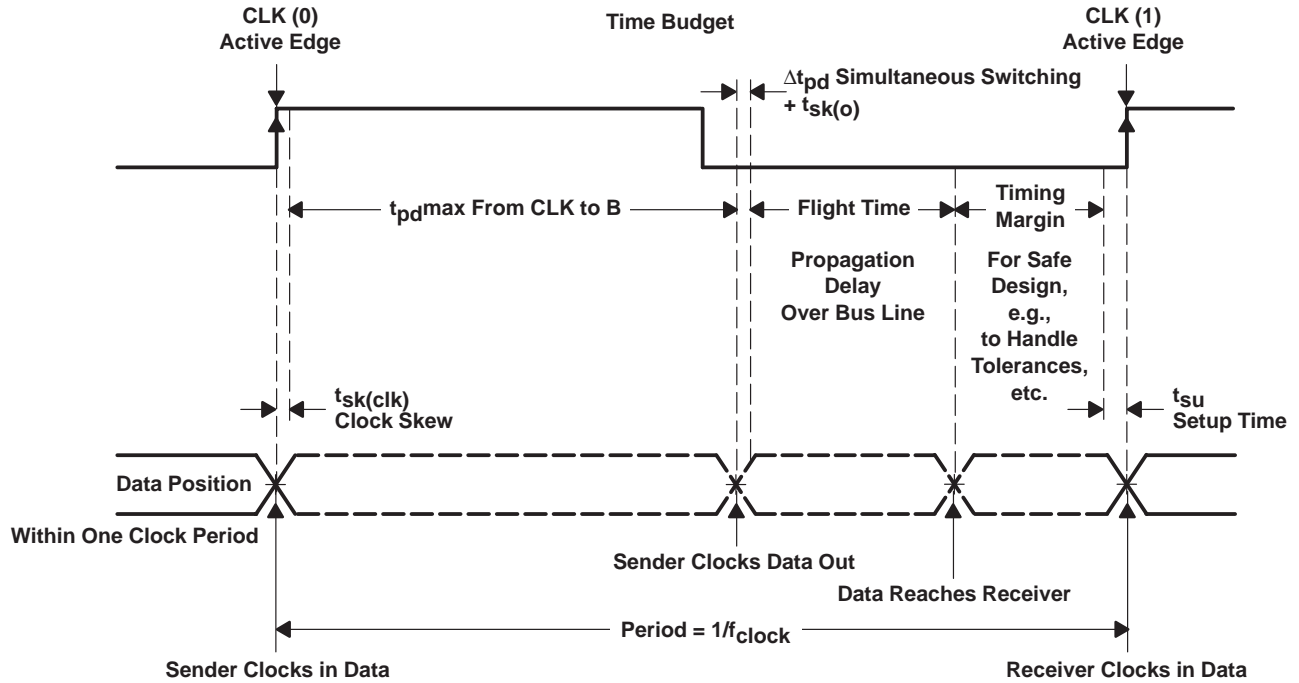 CLK (0)
Active Edge
Time Budget
CLK (1)
Active Edge
Δtpd Simultaneous Switching
+ tsk(o)
tpdmax From CLK to B
Flight Time
Timing
Margin
Propagation
Delay
Over Bus Line
For Safe
Design,
e.g.,
to Handle
Tolerances,
etc.
tsk(clk)
Clock Skew
tsu
Setup Time
Data Position
Within One Clock Period
Sender Clocks Data Out
Data Reaches Receiver
Period = 1/fclock
Sender Clocks in Data
Receiver Clocks in Data